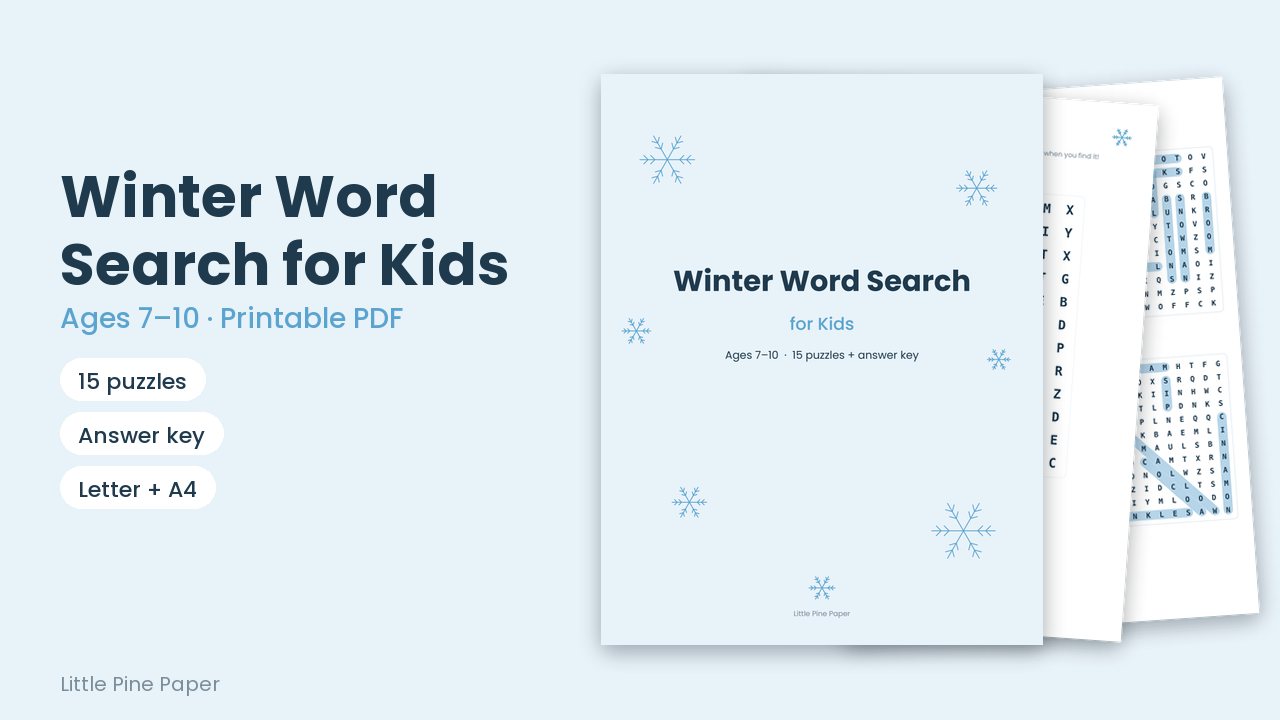 Winter Word
Search for Kids
Ages 7–10 · Printable PDF
15 puzzles
Answer key
Letter + A4
Little Pine Paper
Winter Word Search
for Kids
Ages 7–10 · 15 puzzles + answer key
Little Pine Paper
when you find it!
M X
I Y
T X
G
B
D
P
R
Z
D
E
C
O T O V
K S F S
G S C O
A B S R B
L U N K R
Y T O V O
C T W Z O
I O M S M
L N A O I
I Q S N I Z
N M Z P S P
W O F F C K
A M H T F G
X S R Q D T
K I I N H W C
T L P D N K S
P L N E Q Q C
K B A E M L I
M A U L S B N
C A M T X R N
D N O L W Z S A
Z I D C L T S M
I Y M L O O D O
N K L E S A W N